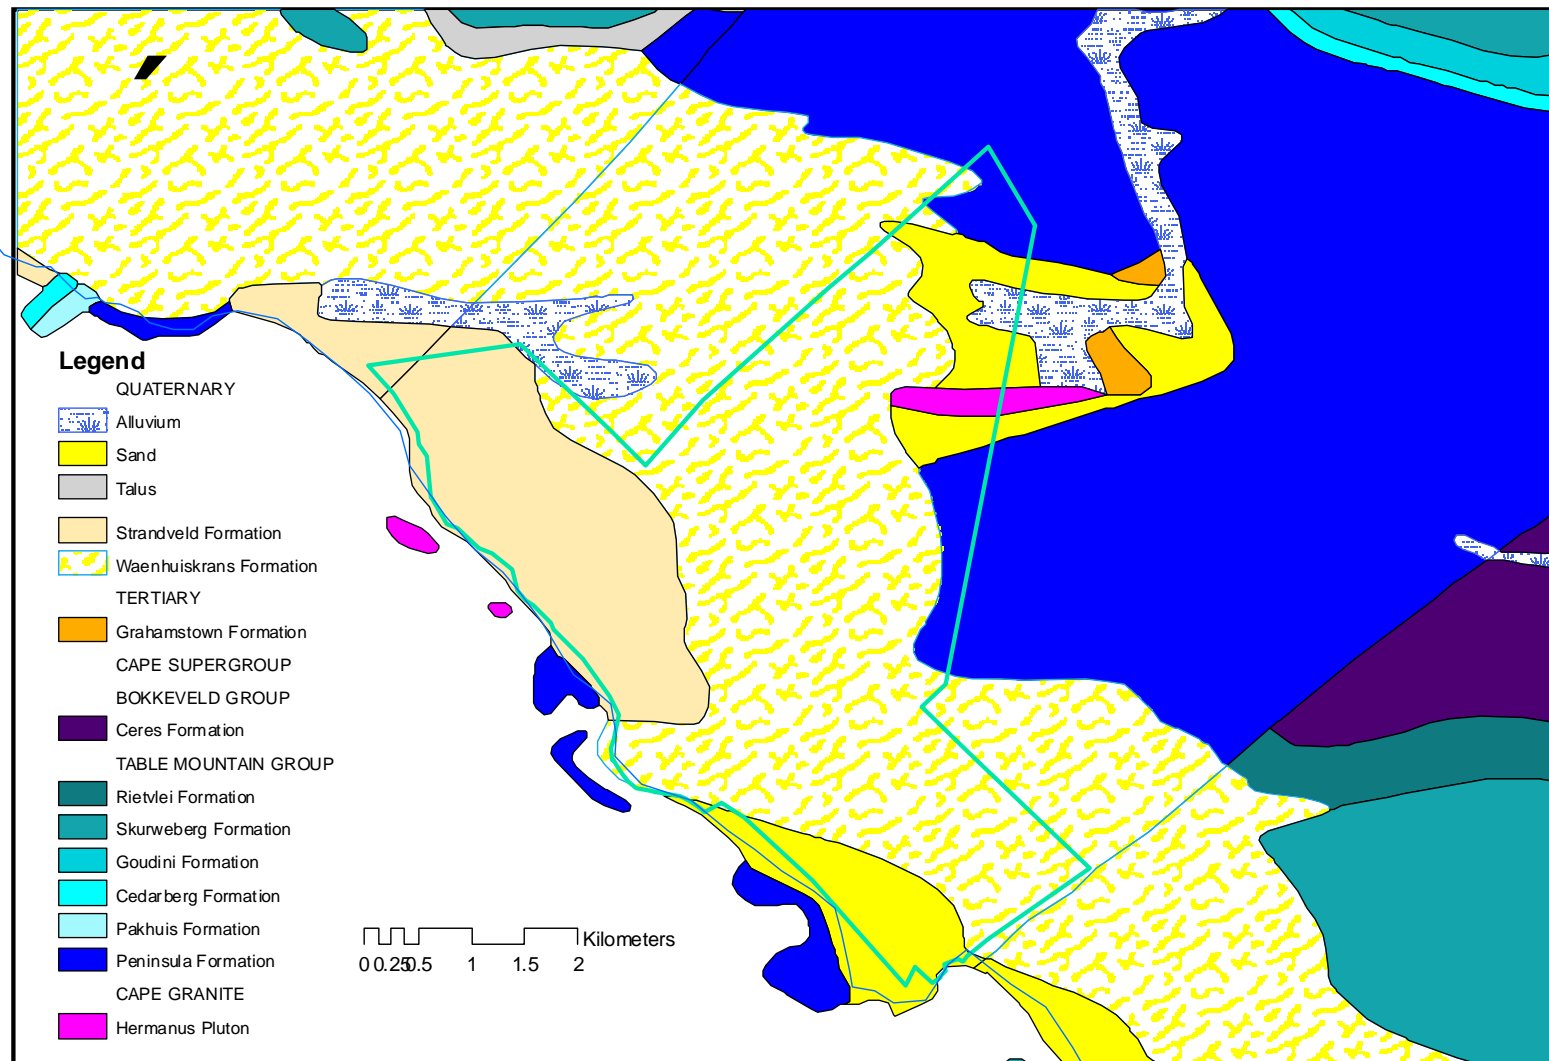 Legend
QUATERNARY
Alluvium
Sand
Talus
Strandveld Formation
Waenhuiskrans Formation
TERTIARY
Grahamstown Formation
CAPE SUPERGROUP
BOKKEVELD GROUP
Ceres Formation
TABLE MOUNTAIN GROUP
Rietvlei Formation
Skurweberg Formation
Goudini Formation
Cedarberg Formation
Pakhuis Formation
Peninsula Formation
CAPE GRANITE
Hermanus Pluton
Kilometers
0 0.25 0.5 1 1.5 2